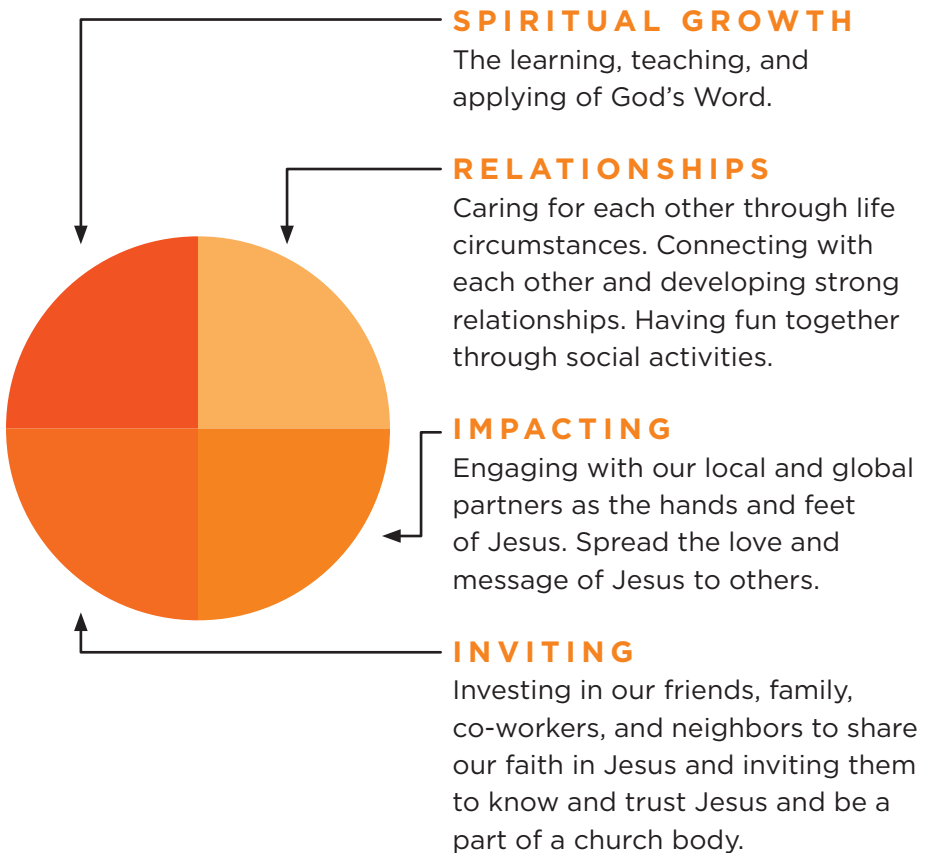 SPIRITUAL GROWTH
The learning, teaching, and
applying of God’s Word.
RELATIONSHIPS
Caring for each other through life
circumstances. Connecting with
each other and developing strong
relationships. Having fun together
through social activities.
IMPACTING
Engaging with our local and global
partners as the hands and feet
of Jesus. Spread the love and
message of Jesus to others.
INVITING
Investing in our friends, family,
co-workers, and neighbors to share
our faith in Jesus and inviting them
to know and trust Jesus and be a
part of a church body.